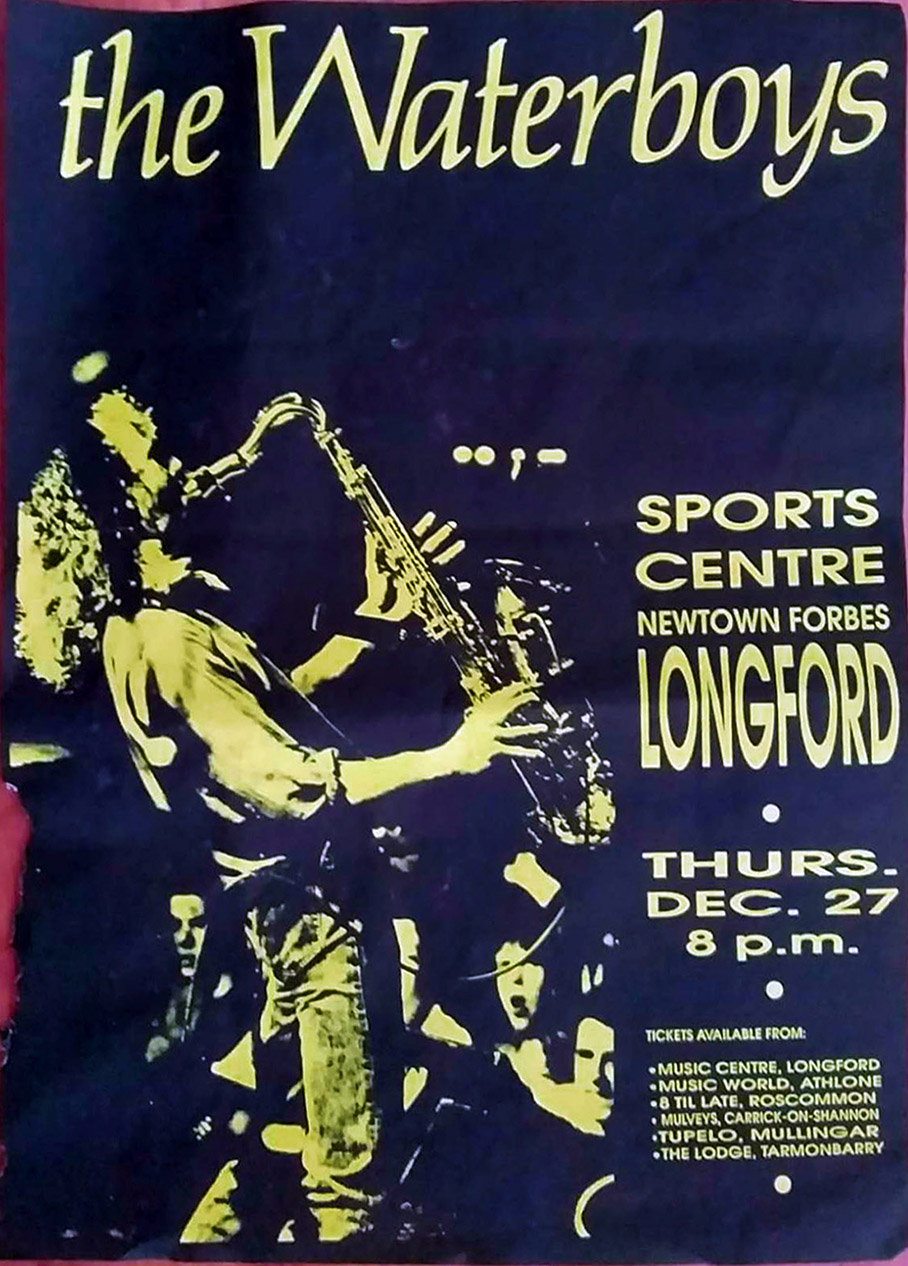 the Waterboys
SPORTS
CENTRE
NEWTOWN FORBES
LONGFORD
THURS.
DEC. 27
8 p.m.
TICKETS AVAILABLE FROM:
•MUSIC CENTRE, LONGFORD
•MUSIC WORLD, ATHLONE
•8 TIL LATE, ROSCOMMON
•MULVEYS, CARRICK-ON-SHANNON
•TUPELO, MULLINGAR
•THE LODGE, TARMONBARRY